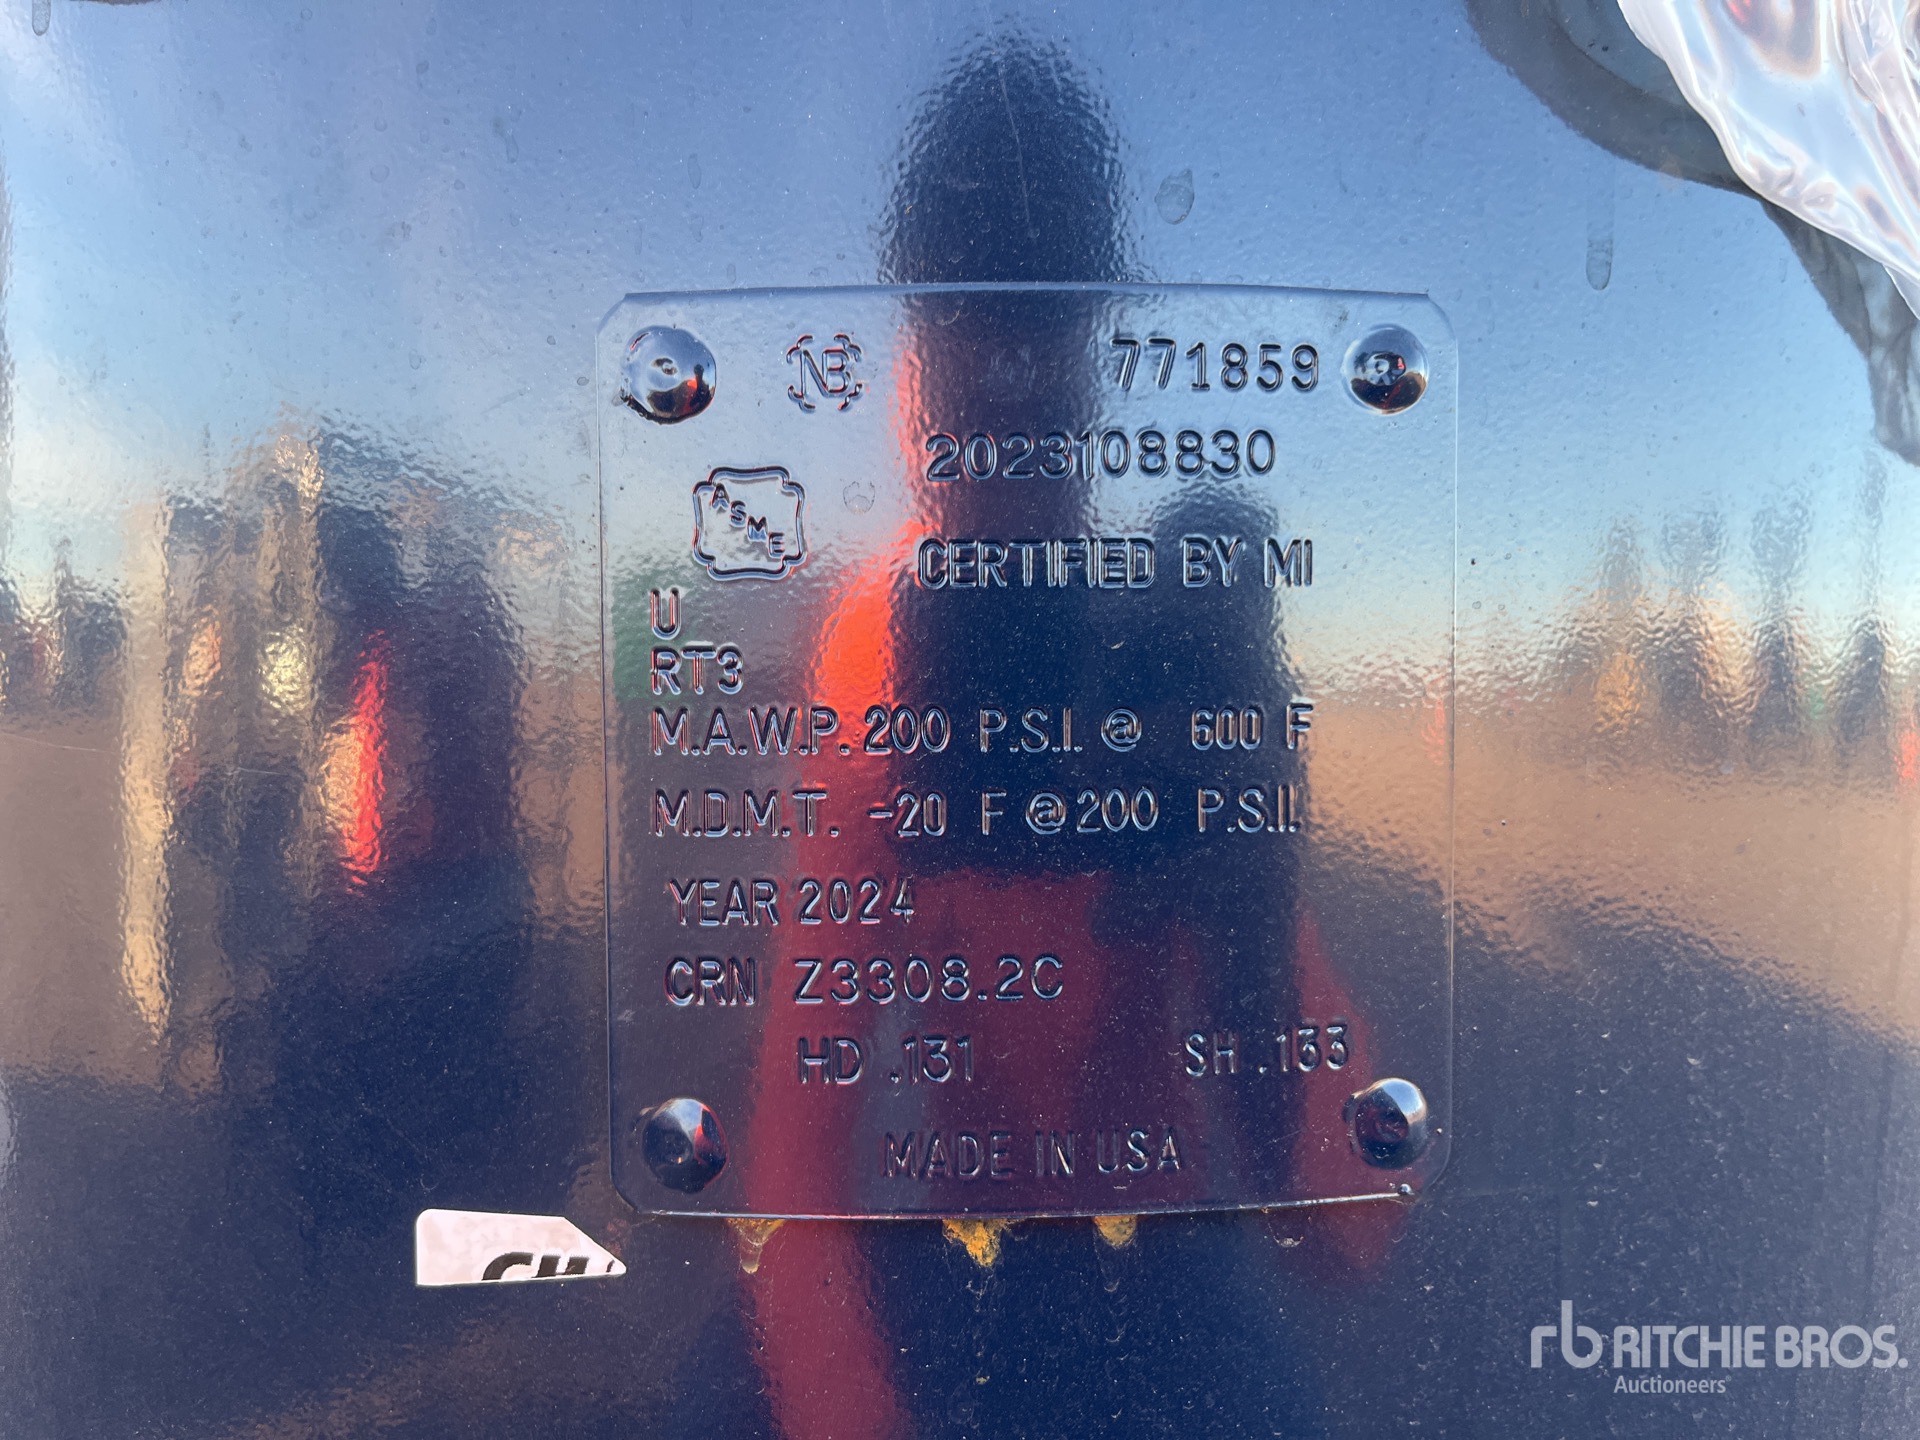 NB 771859
2023108830
ASME
CERTIFIED BY MI
U
RT3
M.A.W.P. 200 P.S.I. @ 600 F
M.D.M.T. -20 F @ 200 P.S.I.
YEAR 2024
CRN Z3308.2C
HD .131 SH .133
MADE IN USA
rb RITCHIE BROS.
Auctioneers